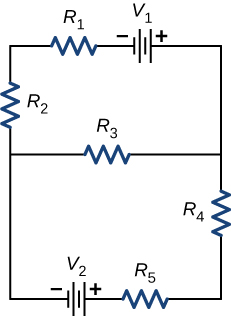 R₁
V₁
− +
R₂
R₃
R₄
V₂
− +
R₅